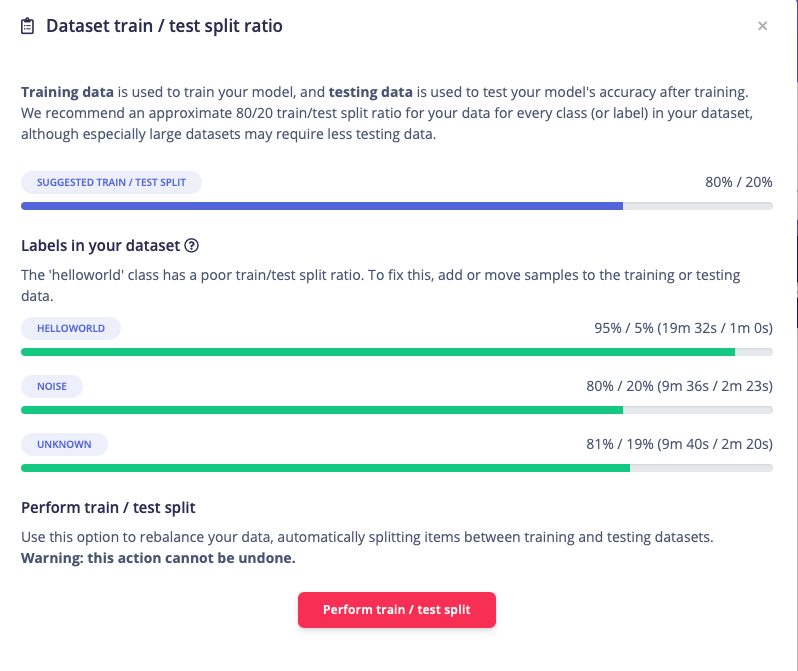 Dataset train / test split ratio
×
Training data is used to train your model, and testing data is used to test your model's accuracy after training.
We recommend an approximate 80/20 train/test split ratio for your data for every class (or label) in your dataset,
although especially large datasets may require less testing data.
SUGGESTED TRAIN / TEST SPLIT 80% / 20%
Labels in your dataset ?
The 'helloworld' class has a poor train/test split ratio. To fix this, add or move samples to the training or testing
data.
HELLOWORLD 95% / 5% (19m 32s / 1m 0s)
NOISE 80% / 20% (9m 36s / 2m 23s)
UNKNOWN 81% / 19% (9m 40s / 2m 20s)
Perform train / test split
Use this option to rebalance your data, automatically splitting items between training and testing datasets.
Warning: this action cannot be undone.
Perform train / test split